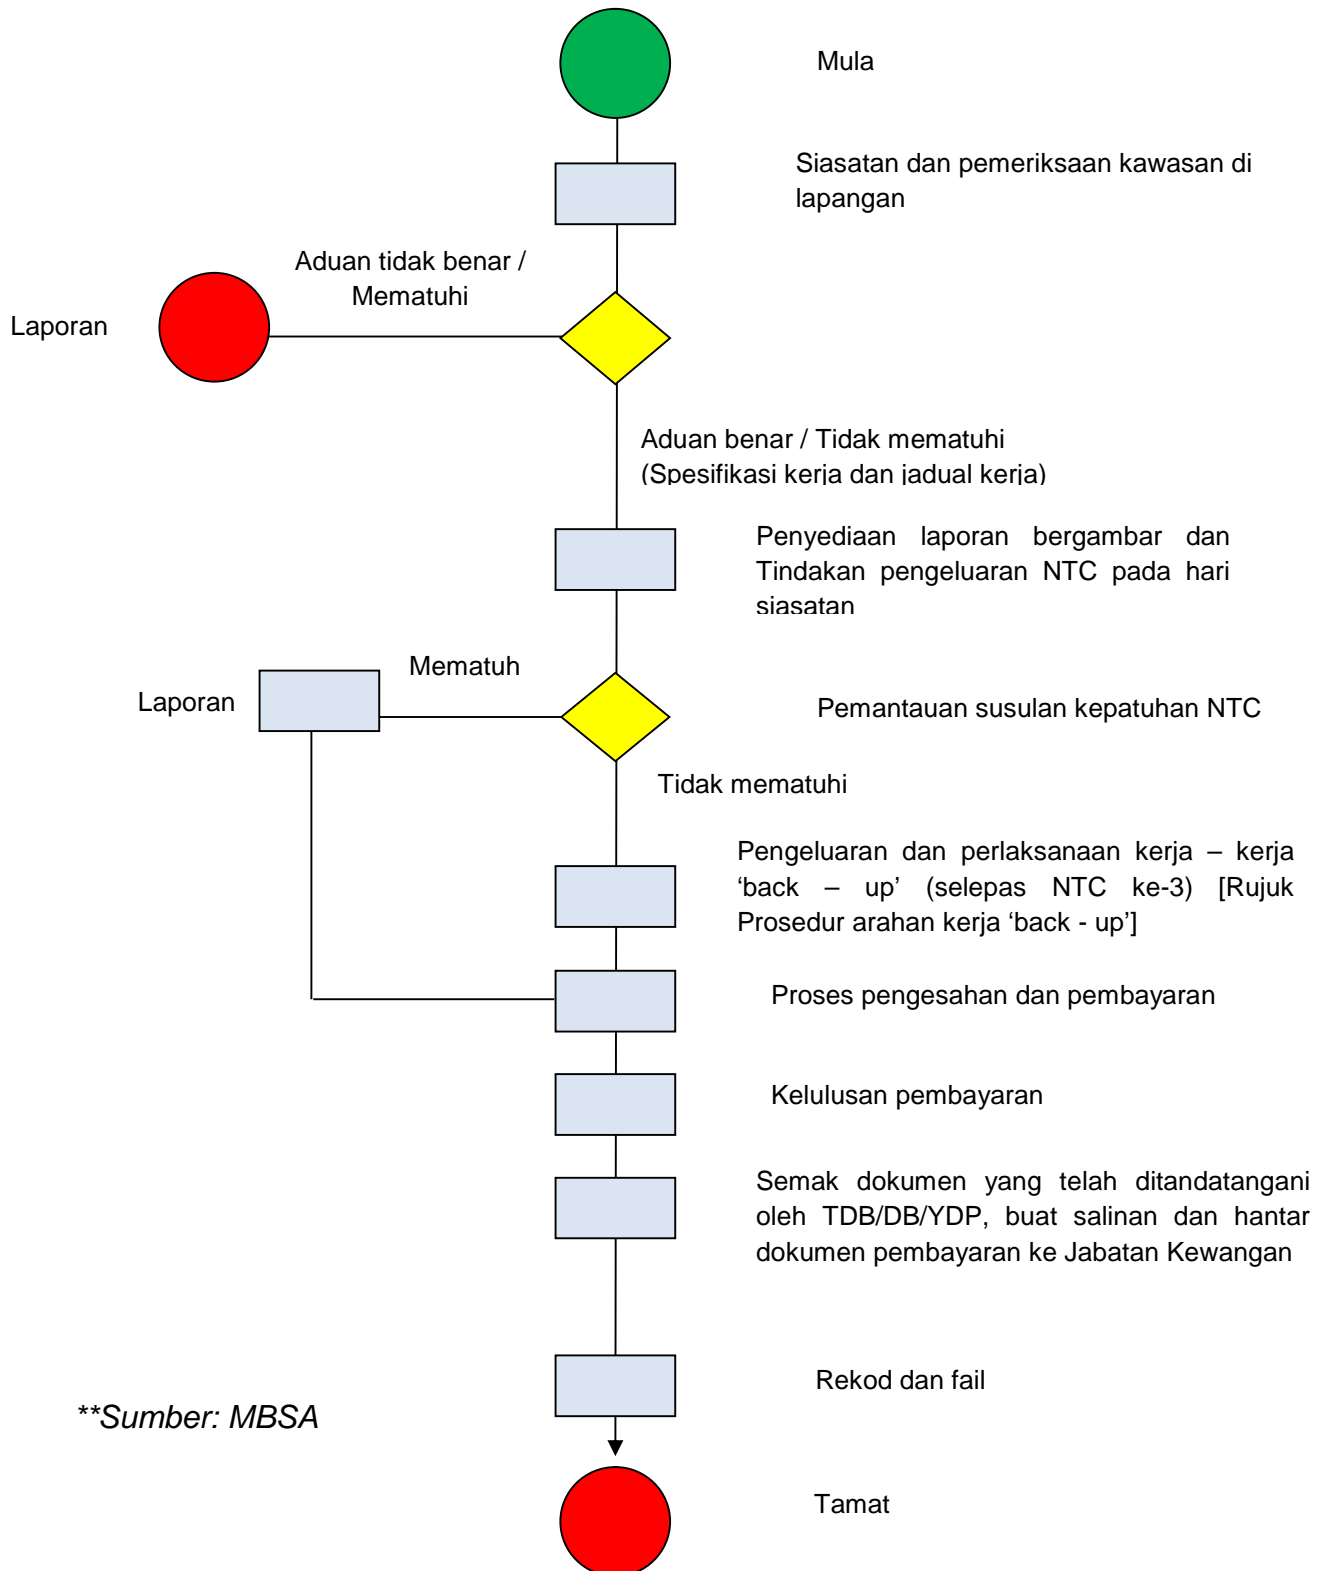 Mula
Siasatan dan pemeriksaan kawasan di
lapangan
Aduan tidak benar /
Mematuhi
Laporan
Aduan benar / Tidak mematuhi
(Spesifikasi kerja dan jadual kerja)
Penyediaan laporan bergambar dan
Tindakan pengeluaran NTC pada hari
siasatan
Mematuh
Laporan
Pemantauan susulan kepatuhan NTC
Tidak mematuhi
Pengeluaran dan perlaksanaan kerja – kerja
‘back – up’ (selepas NTC ke-3) [Rujuk
Prosedur arahan kerja ‘back - up’]
Proses pengesahan dan pembayaran
Kelulusan pembayaran
Semak dokumen yang telah ditandatangani
oleh TDB/DB/YDP, buat salinan dan hantar
dokumen pembayaran ke Jabatan Kewangan
Rekod dan fail
**Sumber: MBSA
Tamat